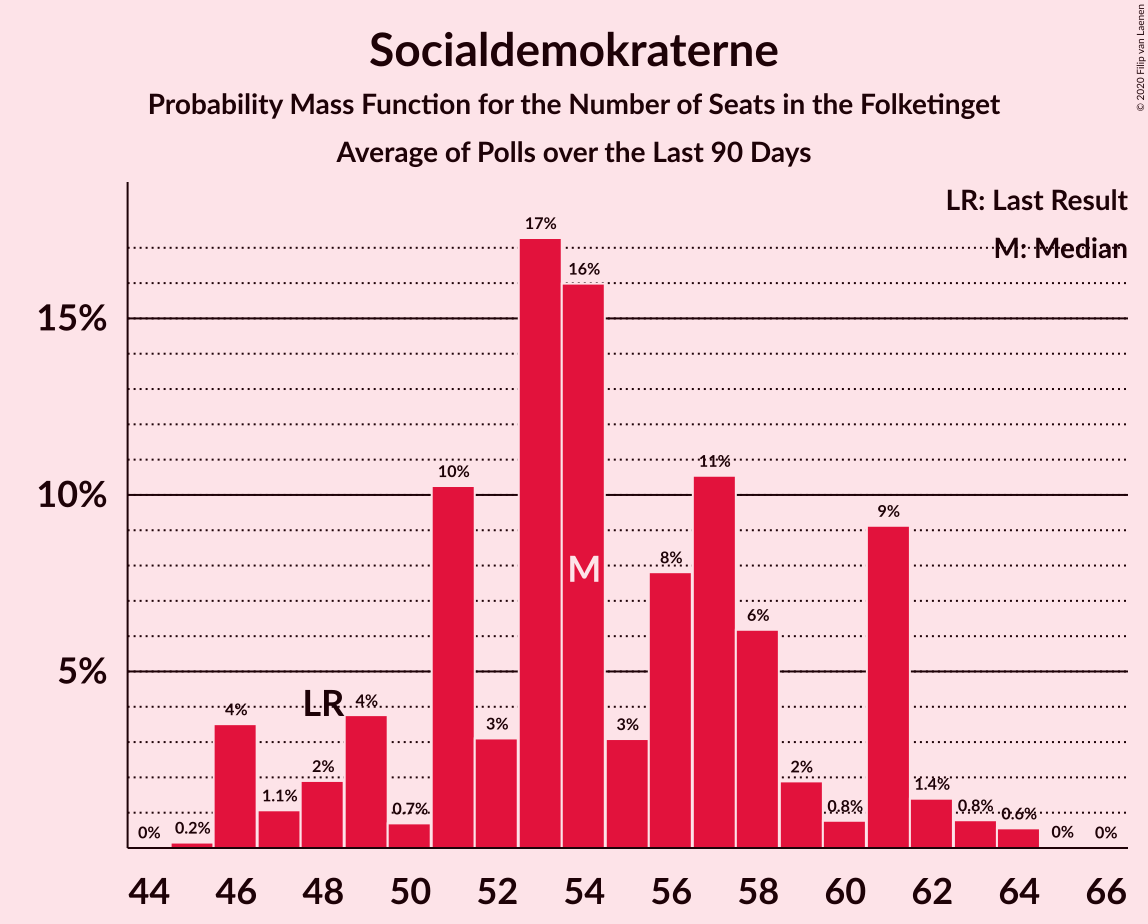 Socialdemokraterne
Probability Mass Function for the Number of Seats in the Folketinget
Average of Polls over the Last 90 Days
© 2020 Filip van Laenen
LR: Last Result
M: Median
15%
10%
5%
0%
0.2%
4%
1.1%
2%
LR
4%
0.7%
10%
3%
17%
16%
M
3%
8%
11%
6%
2%
0.8%
9%
1.4%
0.8%
0.6%
0%
0%
44 46 48 50 52 54 56 58 60 62 64 66